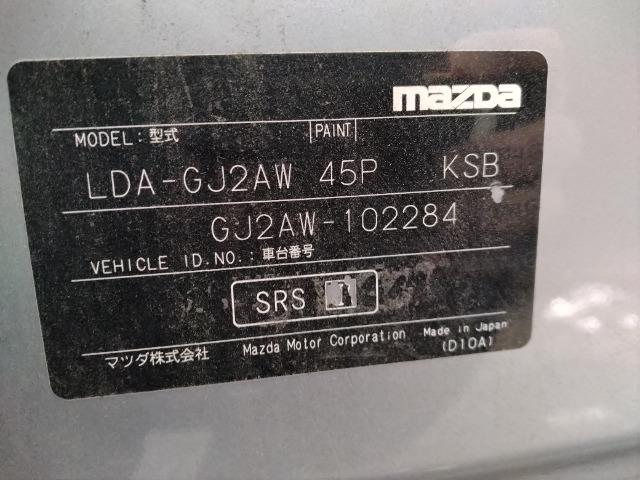 mazda
MODEL : 型式 PAINT
LDA-GJ2AW 45P KSB
GJ2AW-102284
VEHICLE ID.NO. : 車台番号
SRS
マツダ株式会社 Mazda Motor Corporation Made in Japan
(D10A)